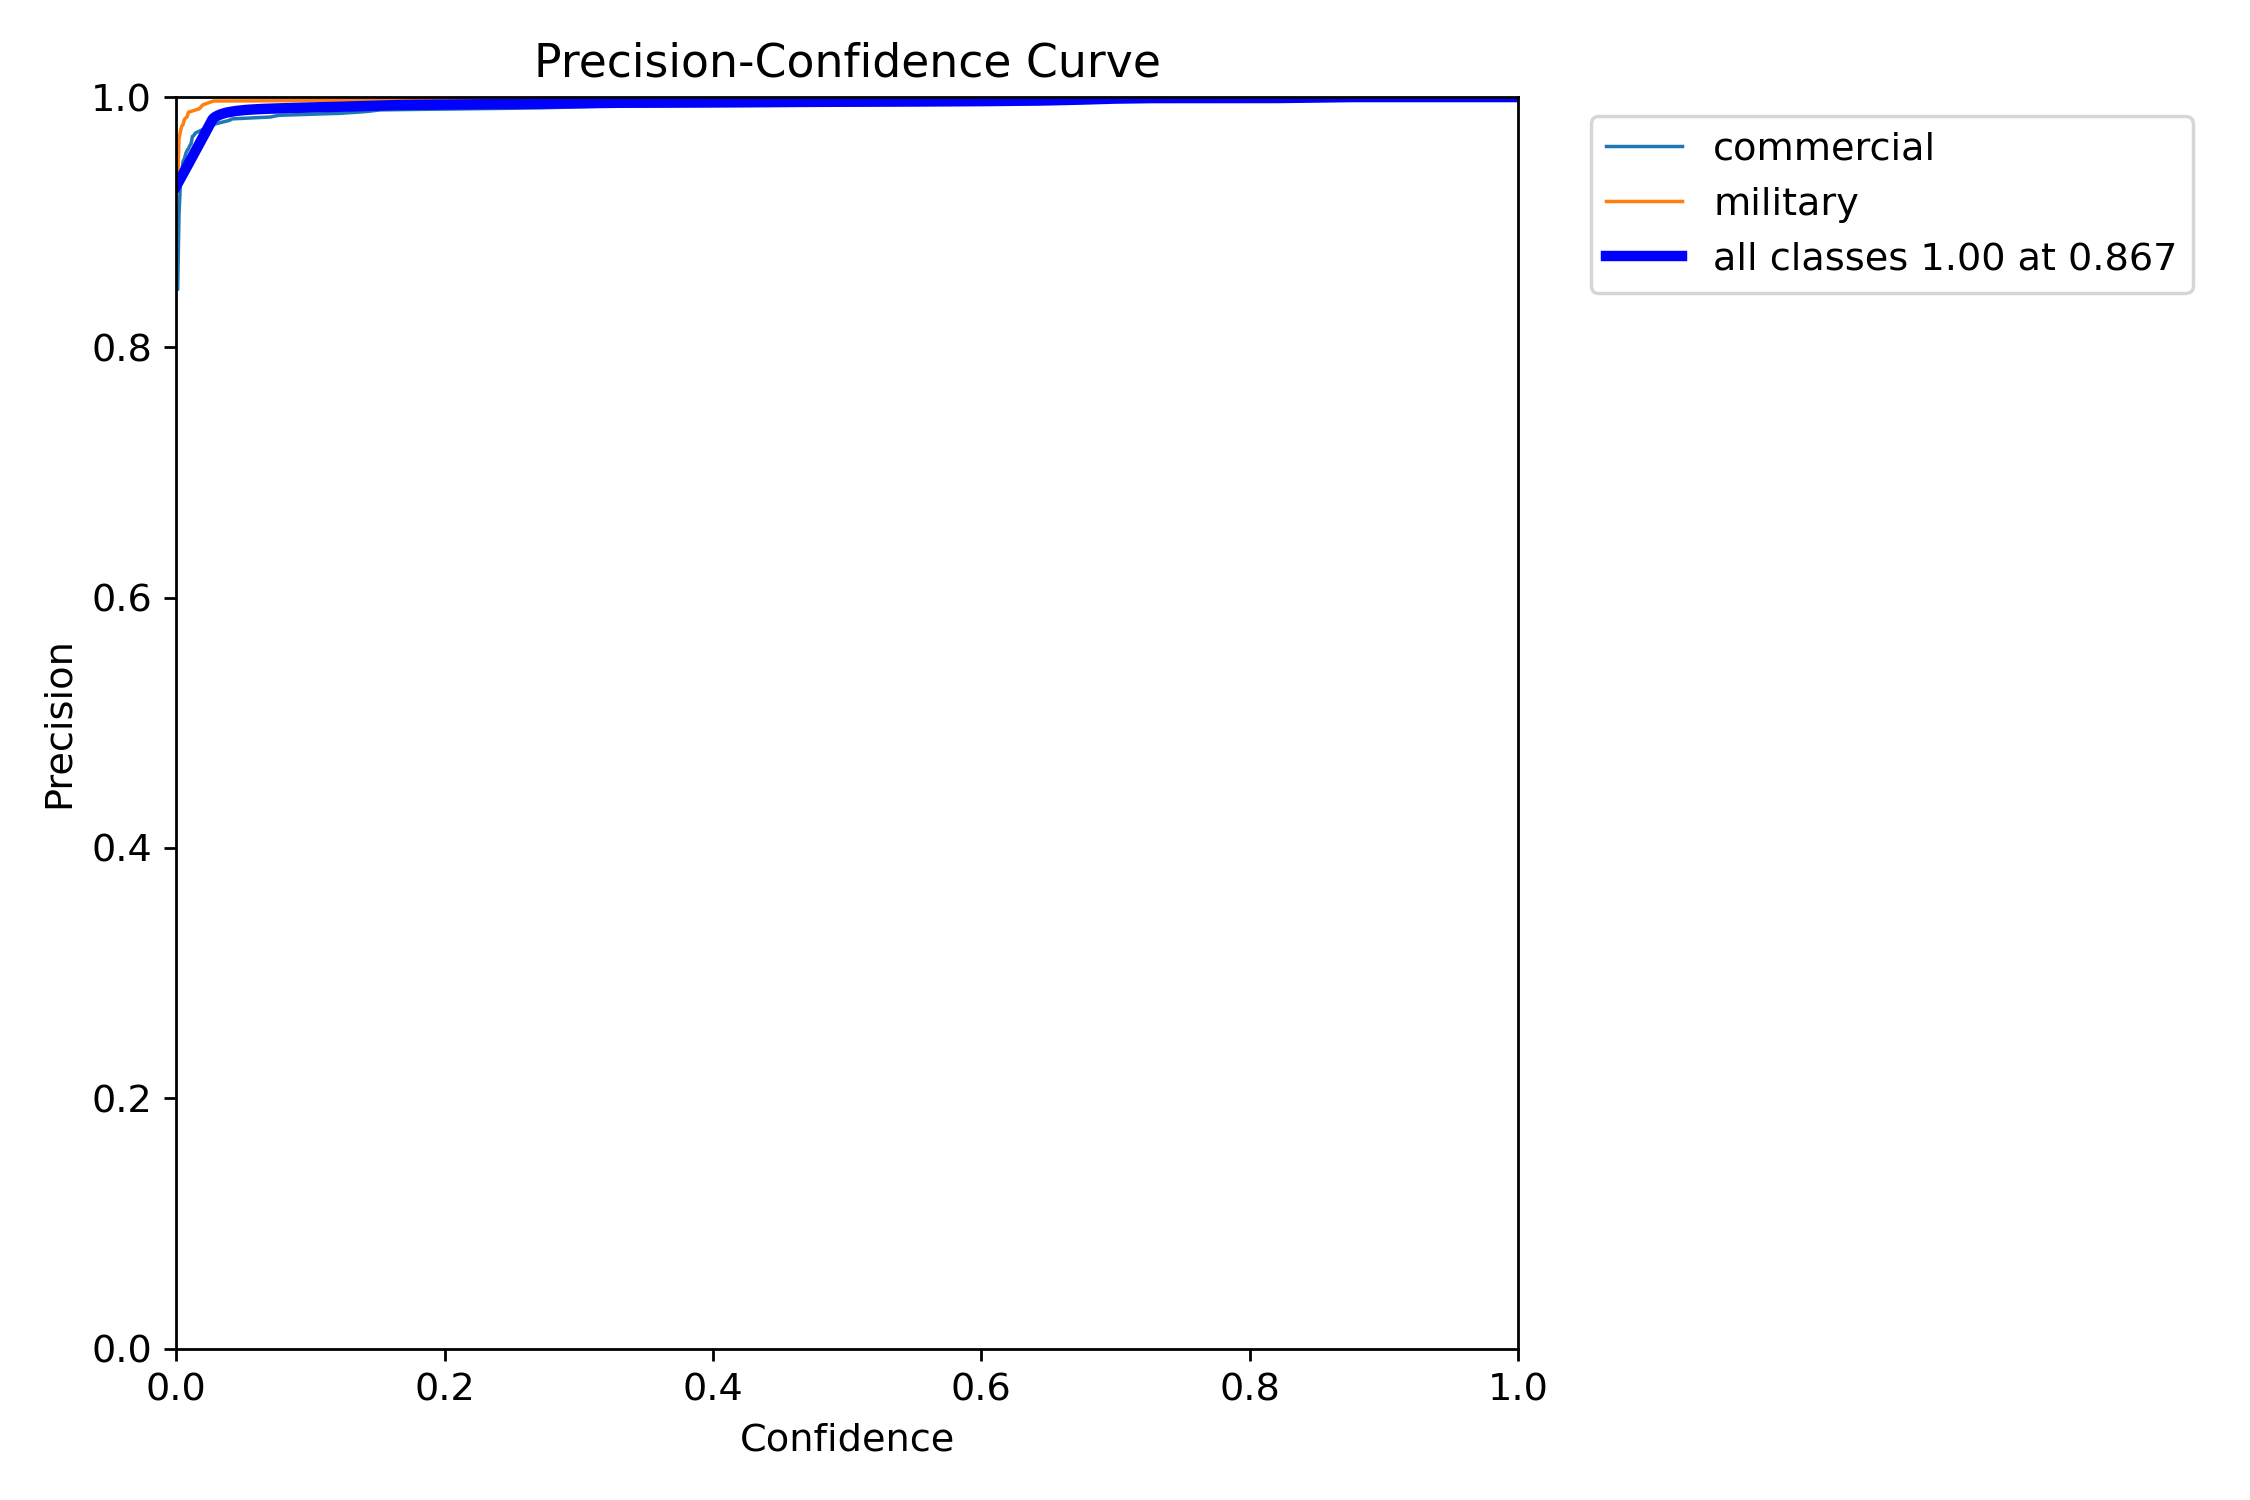 Precision-Confidence Curve
1.0
0.8
0.6
0.4
0.2
0.0
Precision
0.0 0.2 0.4 0.6 0.8 1.0
Confidence
commercial
military
all classes 1.00 at 0.867